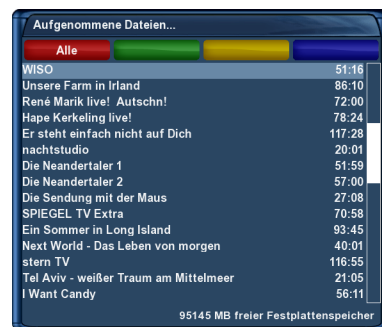 Aufgenommene Dateien...
Alle
WISO 51:16
Unsere Farm in Irland 86:10
René Marik live! Autschn! 72:00
Hape Kerkeling live! 78:24
Er steht einfach nicht auf Dich 117:28
nachtstudio 20:01
Die Neandertaler 1 51:59
Die Neandertaler 2 57:00
Die Sendung mit der Maus 27:08
SPIEGEL TV Extra 70:58
Ein Sommer in Long Island 93:45
Next World - Das Leben von morgen 40:01
stern TV 116:55
Tel Aviv - weißer Traum am Mittelmeer 21:05
I Want Candy 56:11
95145 MB freier Festplattenspeicher